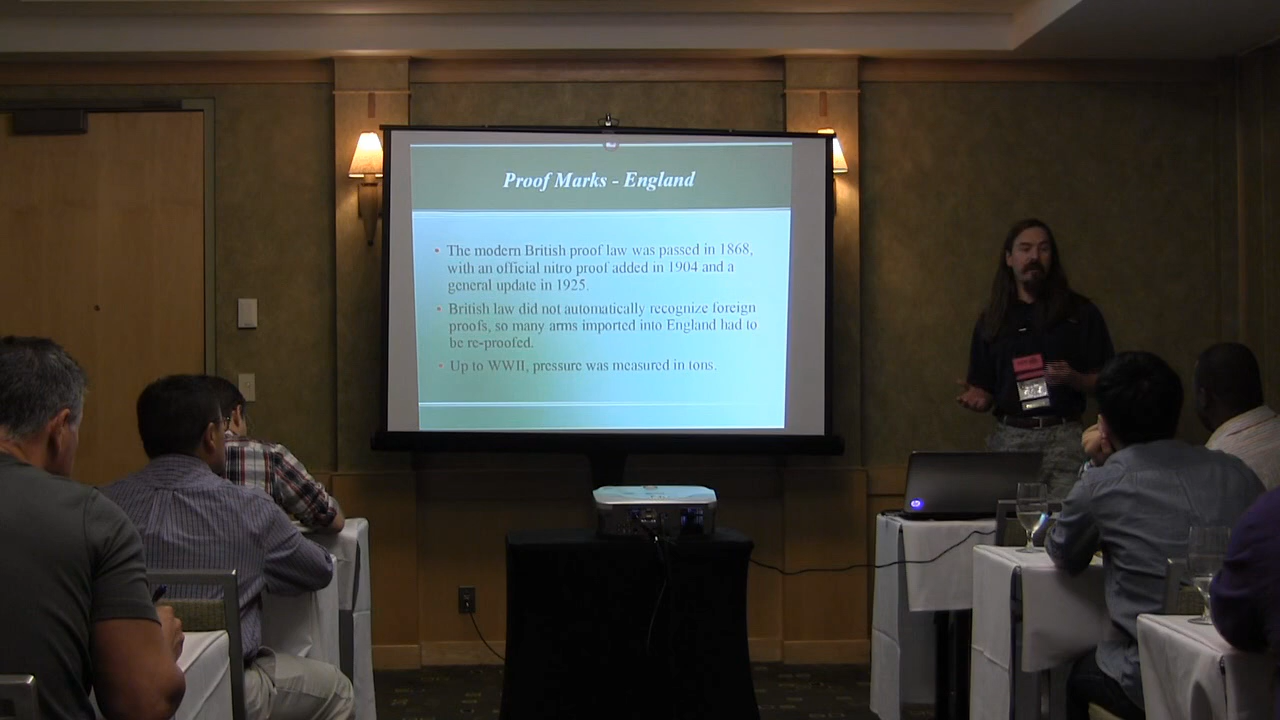 Proof Marks - England
• The modern British proof law was passed in 1868,
with an official nitro proof added in 1904 and a
general update in 1925.
• British law did not automatically recognize foreign
proofs, so many arms imported into England had to
be re-proofed.
• Up to WWII, pressure was measured in tons.
hp